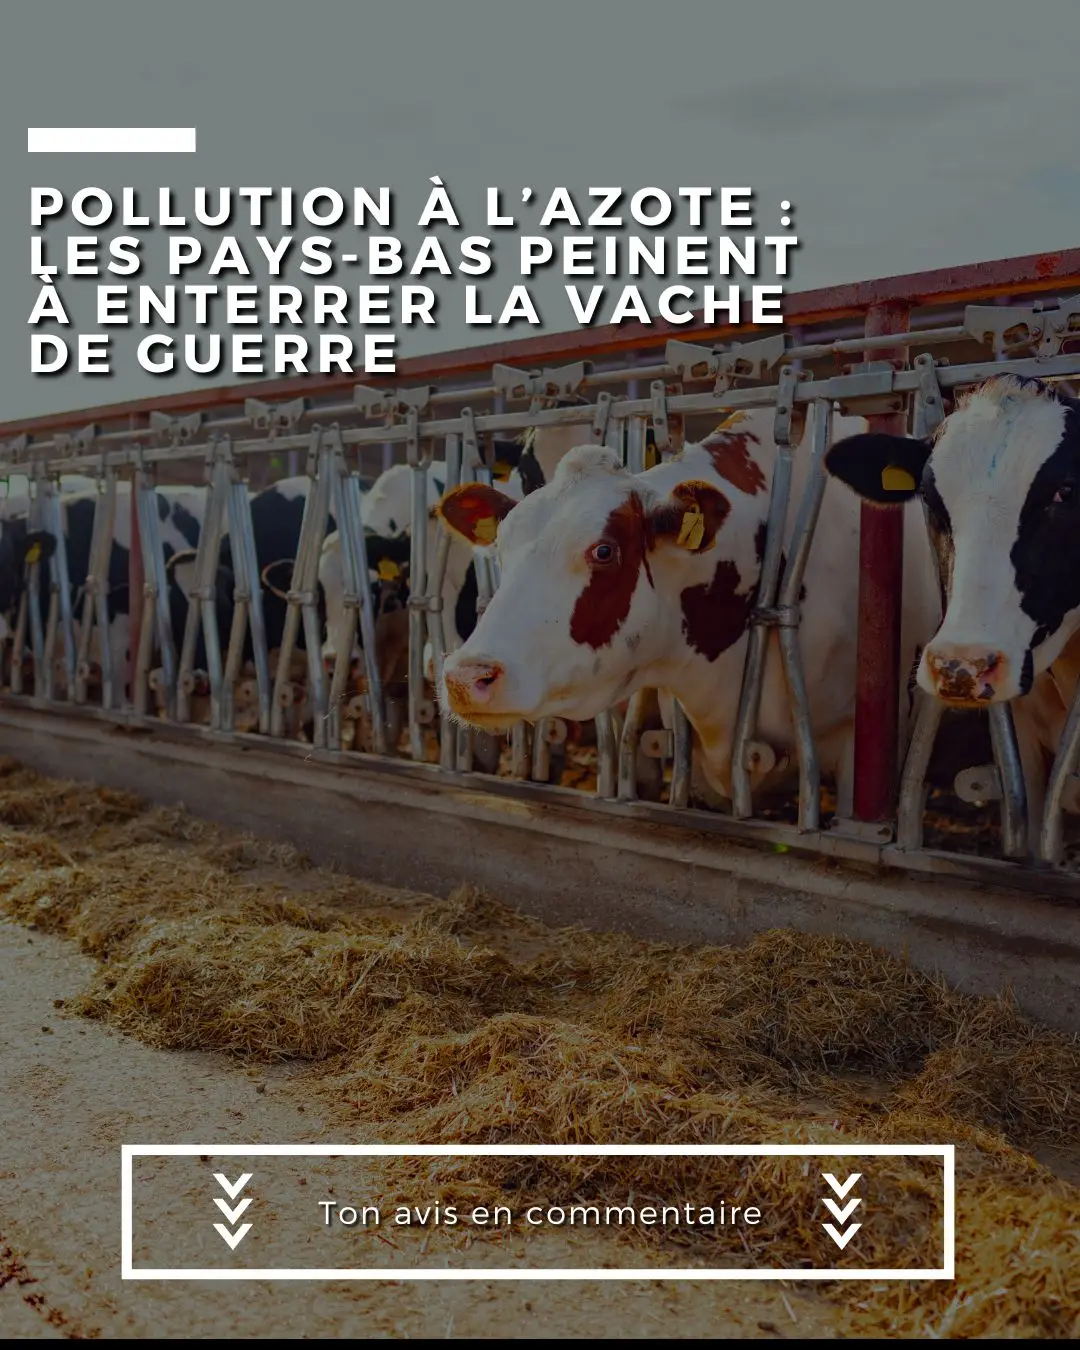 POLLUTION À L’AZOTE :
LES PAYS-BAS PEINENT
À ENTERRER LA VACHE
DE GUERRE
Ton avis en commentaire